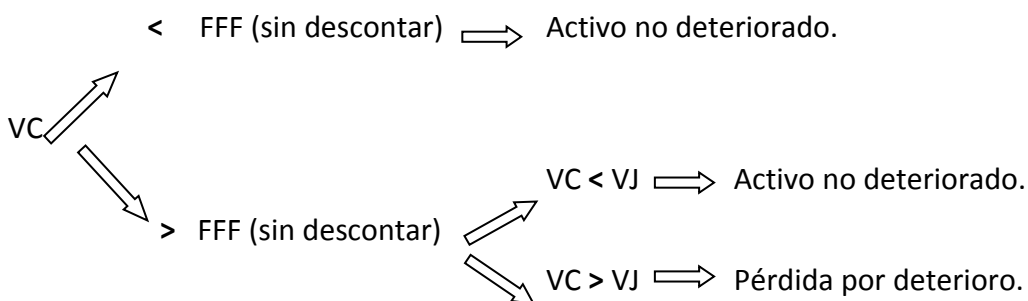 < FFF (sin descontar) Activo no deteriorado.
VC
VC < VJ Activo no deteriorado.
> FFF (sin descontar)
VC > VJ Pérdida por deterioro.